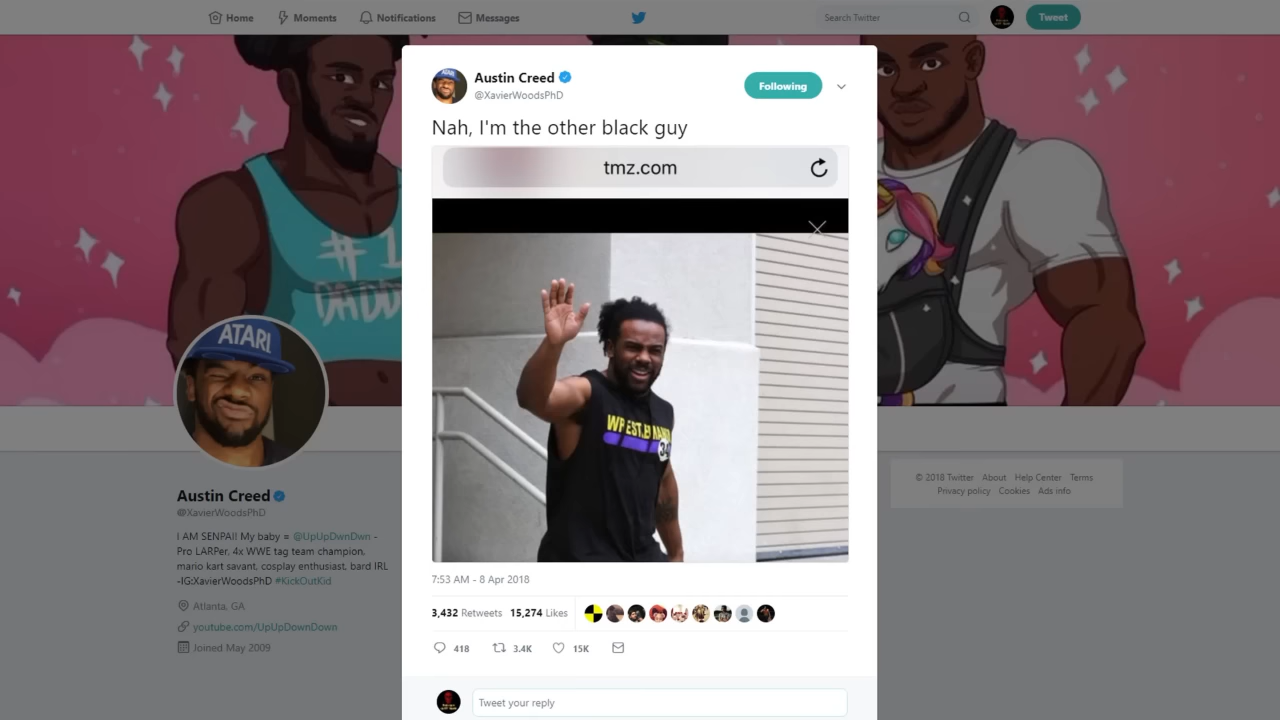 Home
Moments
Notifications
Messages
Search Twitter
Tweet
Austin Creed
@XavierWoodsPhD
Following
Nah, I'm the other black guy
tmz.com
34
7:53 AM - 8 Apr 2018
3,432 Retweets 15,274 Likes
418
3.4K
15K
Tweet your reply
#1
DADD
ATARI
Austin Creed
@XavierWoodsPhD
I AM SENPAI! My baby = @UpUpDwnDwn -
Pro LARPer, 4x WWE tag team champion,
mario kart savant, cosplay enthusiast, bard IRL
-IG:XavierWoodsPhD #KickOutKid
Atlanta, GA
youtube.com/UpUpDownDown
Joined May 2009
© 2018 Twitter About Help Center Terms
Privacy policy Cookies Ads info